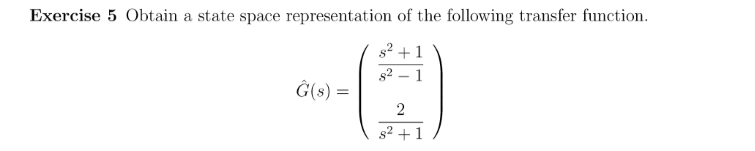 Exercise 5 Obtain a state space representation of the following transfer function.
Ĝ(s) = ( (s² + 1)/(s² − 1)
2/(s² + 1) )